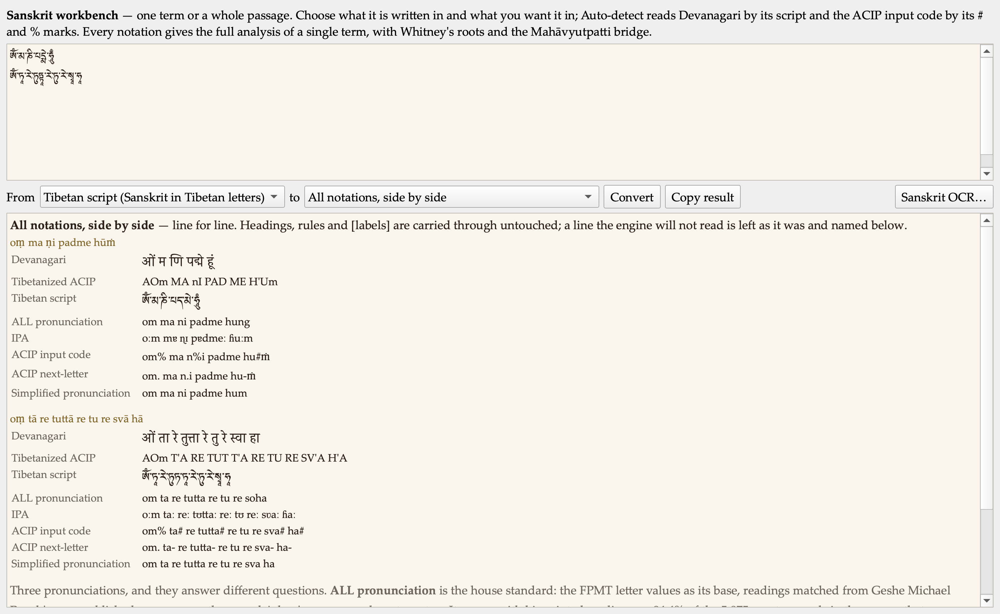 Sanskrit workbench — one term or a whole passage. Choose what it is written in and what you want it in; Auto-detect reads Devanagari by its script and the ACIP input code by its #
and % marks. Every notation gives the full analysis of a single term, with Whitney's roots and the Mahāvyutpatti bridge.
ༀ་མ་ཎི་པདྨེ་ཧཱུྃ
ༀ་ཏཱ་རེ་ཏུཏྟཱ་རེ་ཏུ་རེ་སྭཱ་ཧཱ
From Tibetan script (Sanskrit in Tibetan letters) to All notations, side by side Convert Copy result Sanskrit OCR...
All notations, side by side — line for line. Headings, rules and [labels] are carried through untouched; a line the engine will not read is left as it was and named below.
oṃ ma ṇi padme hūṁ
Devanagari ओं म णि पद्मे हूं
Tibetanized ACIP AOm MA nI PAD ME H'Um
Tibetan script ༀ་མ་ཎི་པད་མེ་ཧཱུྃ
ALL pronunciation om ma ni padme hung
IPA oːm mɐ ɳɪ pɐdmeː ɦuːm
ACIP input code om% ma n%i padme hu#ṁ
ACIP next-letter om. ma n.i padme hu-ṁ
Simplified pronunciation om ma ni padme hum
oṃ tā re tuttā re tu re svā hā
Devanagari ओं ता रे तुत्ता रे तु रे स्वा हा
Tibetanized ACIP AOm T'A RE TUT T'A RE TU RE SV'A H'A
Tibetan script ༀ་ཏཱ་རེ་ཏུཏ་ཏཱ་རེ་ཏུ་རེ་སྭཱ་ཧཱ
ALL pronunciation om ta re tutta re tu re soha
IPA oːm taː reː tʊttaː reː tʊ reː sʋaː ɦaː
ACIP input code om% ta# re tutta# re tu re sva# ha#
ACIP next-letter om. ta- re tutta- re tu re sva- ha-
Simplified pronunciation om ta re tutta re tu re sva ha
Three pronunciations, and they answer different questions. ALL pronunciation is the house standard: the FPMT letter values as its base, readings matched from Geshe Michael